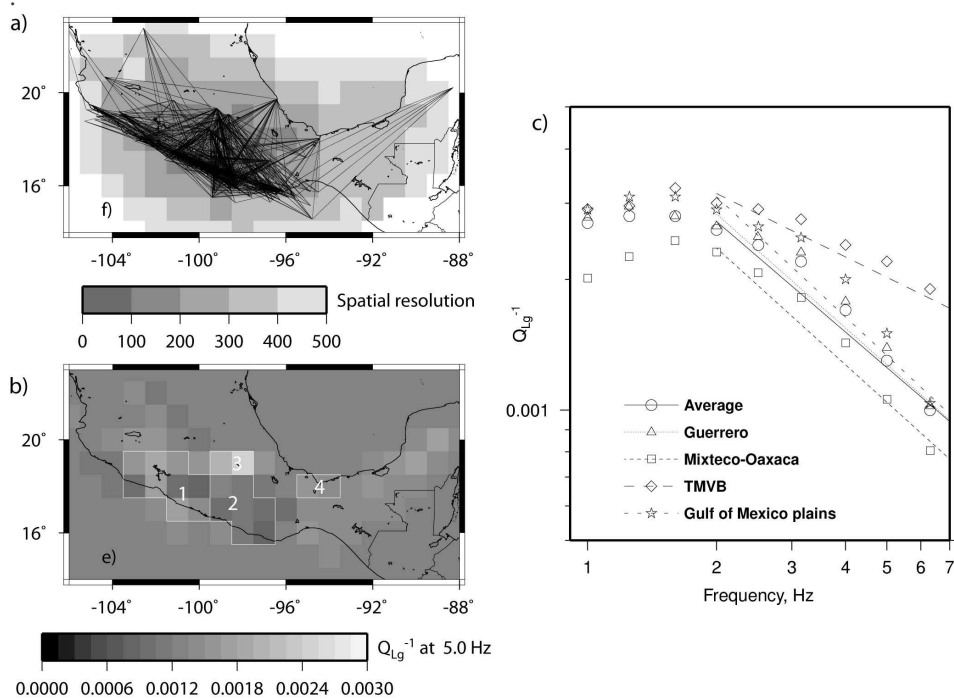 a)
20°
16°
f)
-104 -100 -96 -92 -88
Spatial resolution
0 100 200 300 400 500
b)
20°
16°
1
2
3
4
e)
-104 -100 -96 -92 -88
Q_Lg^-1 at 5.0 Hz
0.0000 0.0006 0.0012 0.0018 0.0024 0.0030
c)
Q_Lg^-1
0.001
Average
Guerrero
Mixteco-Oaxaca
TMVB
Gulf of Mexico plains
1 2 3 4 5 6 7
Frequency, Hz